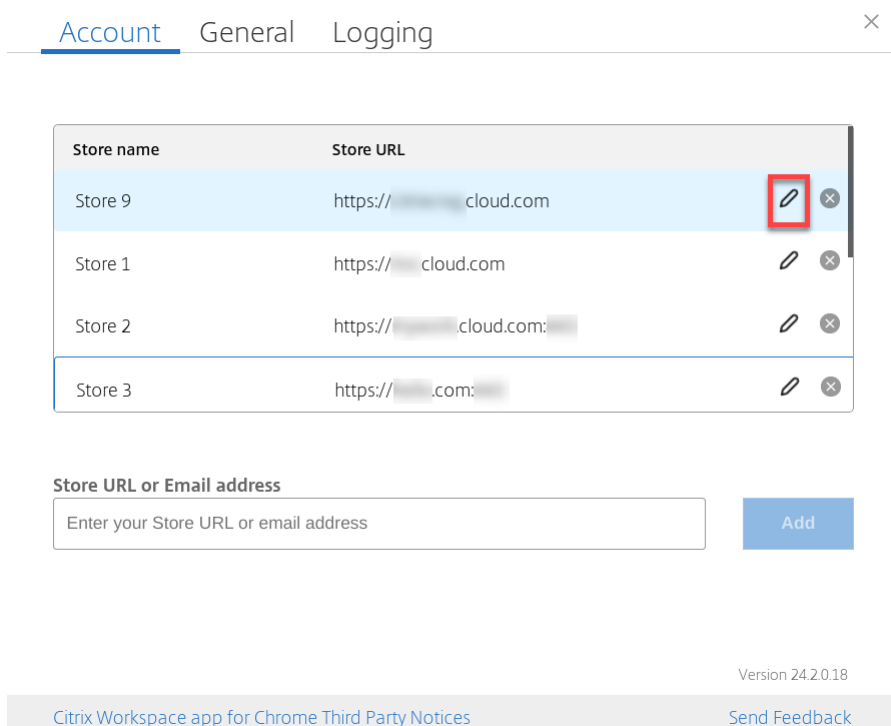 Account General Logging
Store name Store URL
Store 9 https:// cloud.com
Store 1 https:// cloud.com
Store 2 https:// .cloud.com:
Store 3 https:// .com:
Store URL or Email address
Enter your Store URL or email address Add
Version 24.2.0.18
Citrix Workspace app for Chrome Third Party Notices Send Feedback